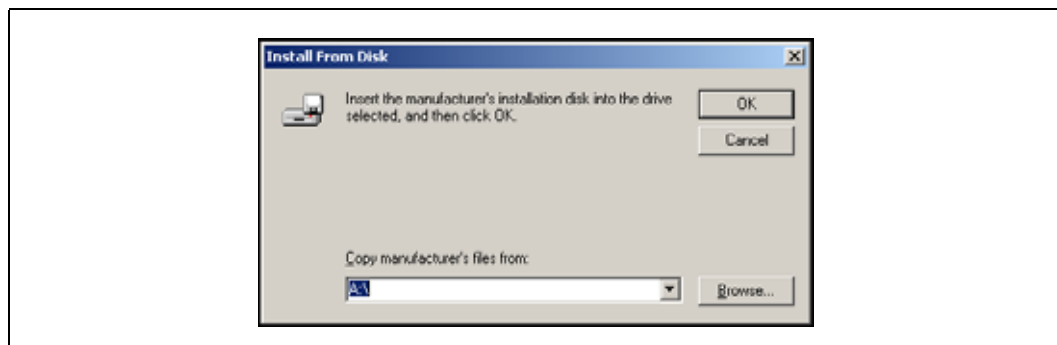 Install From Disk
Insert the manufacturer's installation disk into the drive
selected, and then click OK.
OK
Cancel
Copy manufacturer's files from:
A:\
Browse...